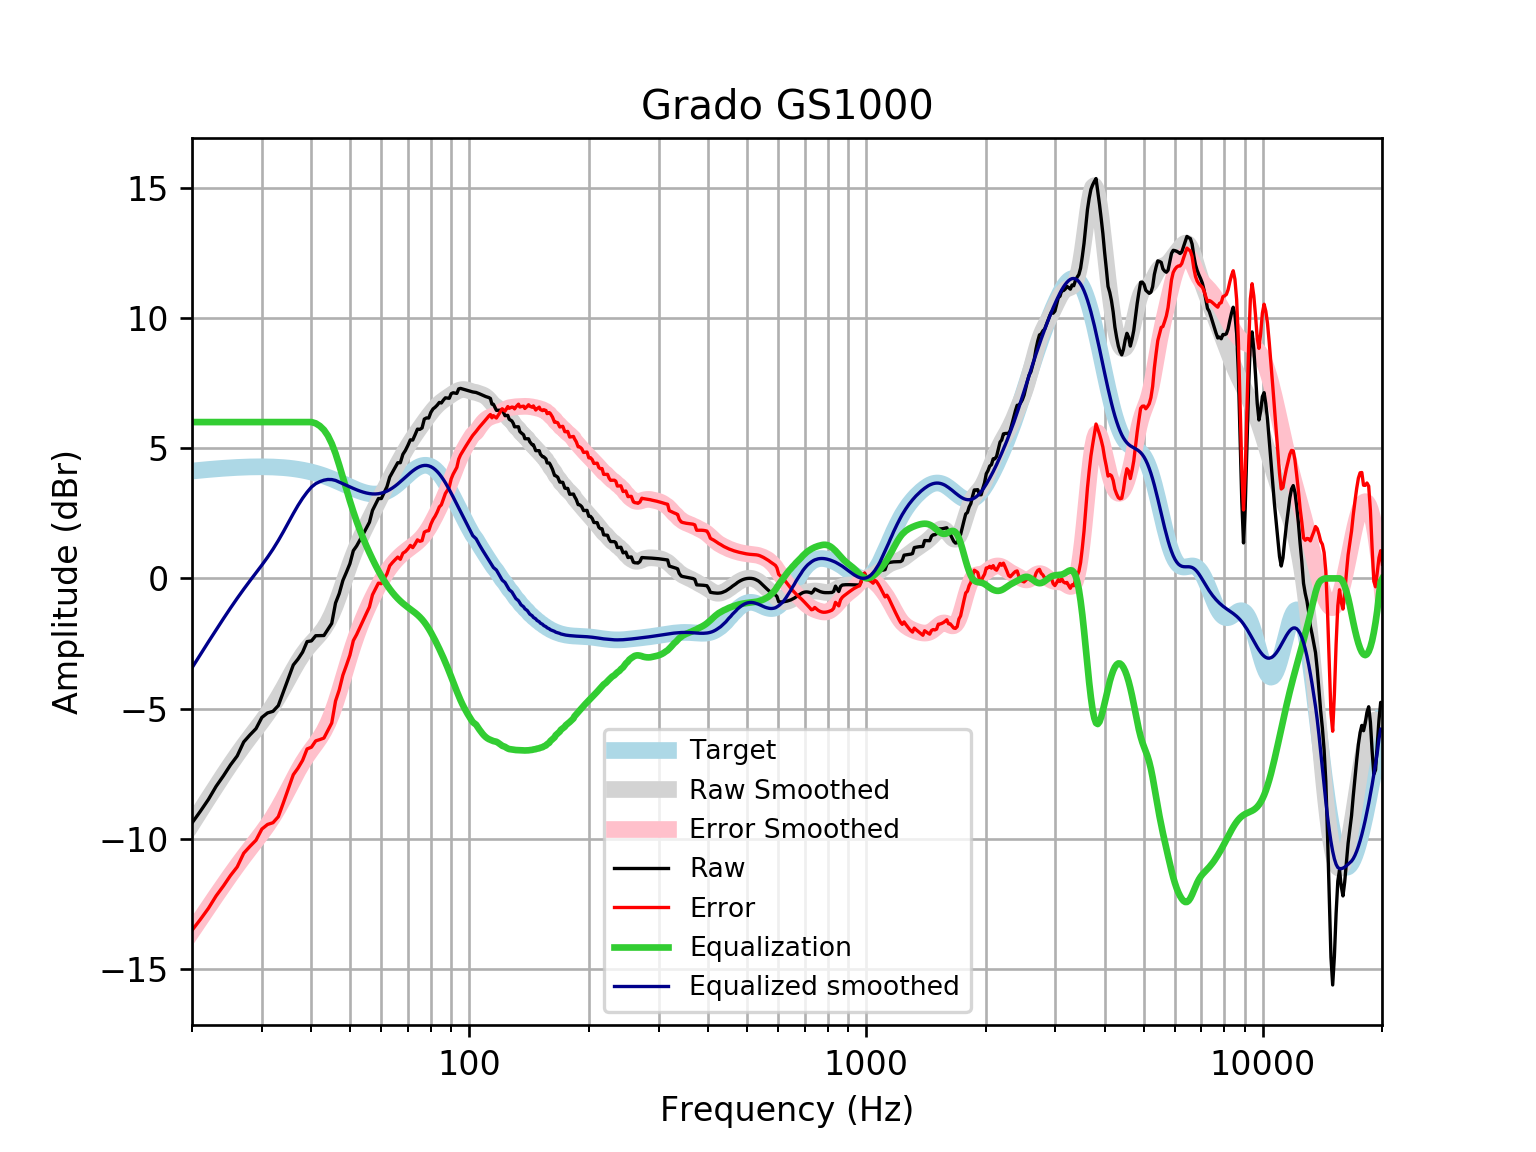 Grado GS1000
Amplitude (dBr)
15
10
5
0
−5
−10
−15
Target
Raw Smoothed
Error Smoothed
Raw
Error
Equalization
Equalized smoothed
100
1000
10000
Frequency (Hz)